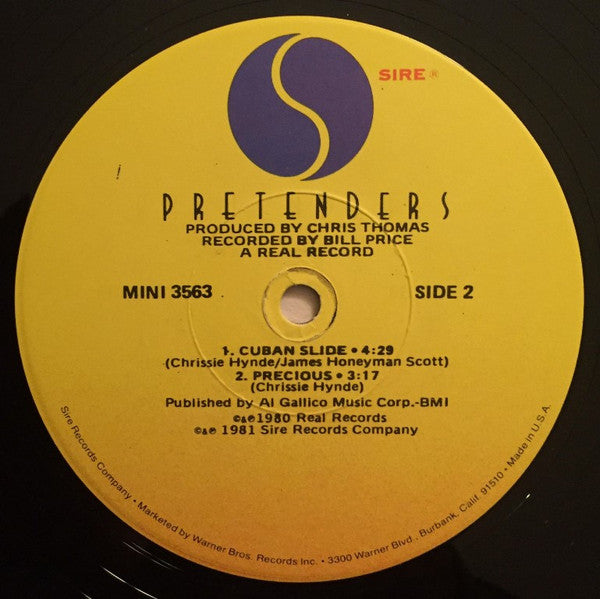 SIRE®
PRETENDERS
PRODUCED BY CHRIS THOMAS
RECORDED BY BILL PRICE
A REAL RECORD
MINI 3563
SIDE 2
1. CUBAN SLIDE • 4:29
(Chrissie Hynde/James Honeyman Scott)
2. PRECIOUS • 3:17
(Chrissie Hynde)
Published by Al Gallico Music Corp.-BMI
©&℗1980 Real Records
©&℗ 1981 Sire Records Company
Sire Records Company • Marketed by Warner Bros. Records Inc. • 3300 Warner Blvd., Burbank, Calif. 91510 • Made in U.S.A.